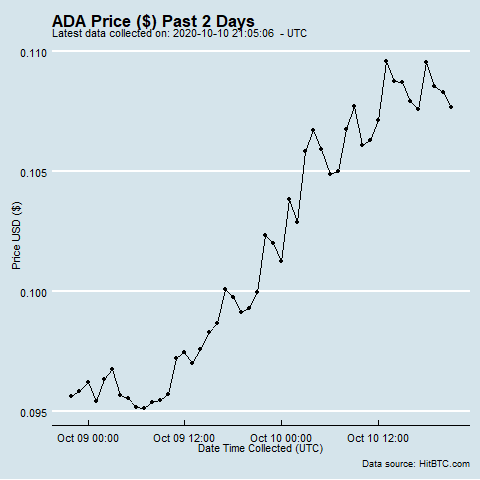 ADA Price ($) Past 2 Days
Latest data collected on: 2020-10-10 21:05:06  - UTC
0.110
0.105
0.100
0.095
Price USD ($)
Oct 09 00:00
Oct 09 12:00
Oct 10 00:00
Oct 10 12:00
Date Time Collected (UTC)
Data source: HitBTC.com